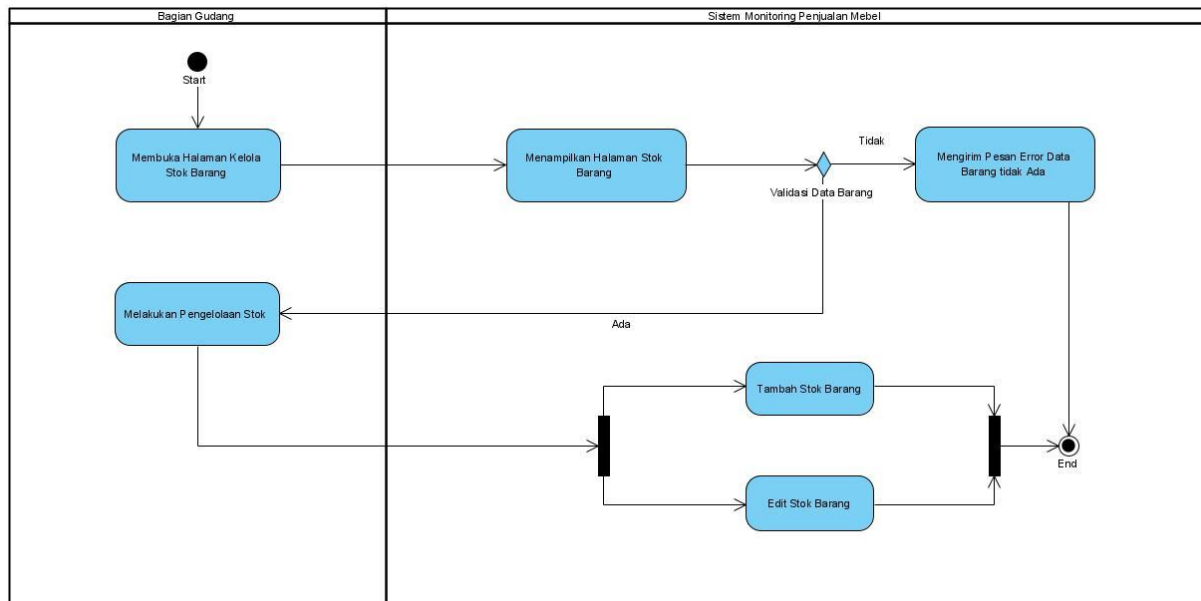 Bagian Gudang
Sistem Monitoring Penjualan Mebel
Start
Membuka Halaman Kelola
Stok Barang
Menampilkan Halaman Stok
Barang
Validasi Data Barang
Tidak
Mengirim Pesan Error Data
Barang tidak Ada
Melakukan Pengelolaan Stok
Ada
Tambah Stok Barang
Edit Stok Barang
End